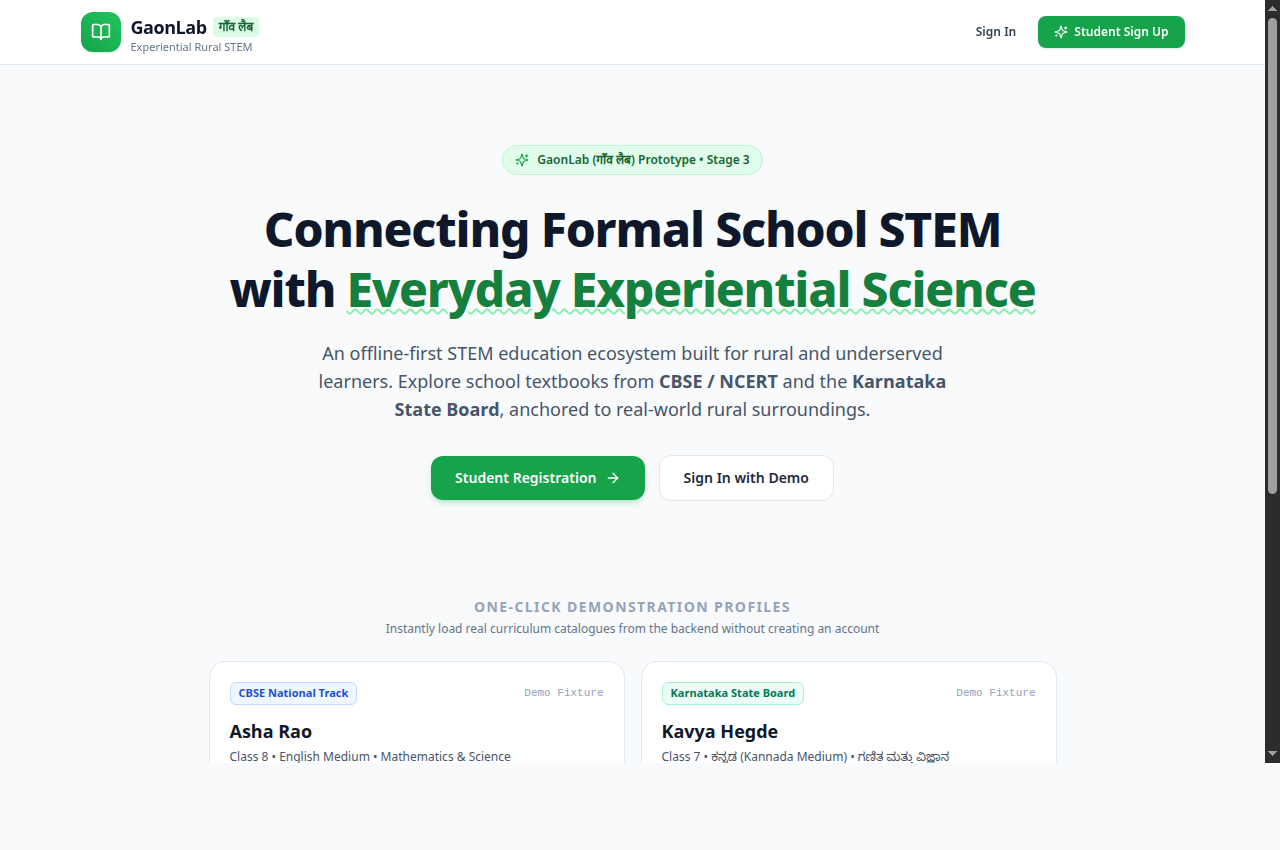 GaonLab गाँव लैब
Experiential Rural STEM
Sign In
Student Sign Up
GaonLab (गाँव लैब) Prototype • Stage 3
Connecting Formal School STEM
with Everyday Experiential Science
An offline-first STEM education ecosystem built for rural and underserved
learners. Explore school textbooks from CBSE / NCERT and the Karnataka
State Board, anchored to real-world rural surroundings.
Student Registration
Sign In with Demo
ONE-CLICK DEMONSTRATION PROFILES
Instantly load real curriculum catalogues from the backend without creating an account
CBSE National Track
Demo Fixture
Asha Rao
Class 8 • English Medium • Mathematics & Science
Karnataka State Board
Demo Fixture
Kavya Hegde
Class 7 • ಕನ್ನಡ (Kannada Medium) • ಗಣಿತ ಮತ್ತು ವಿಜ್ಞಾನ